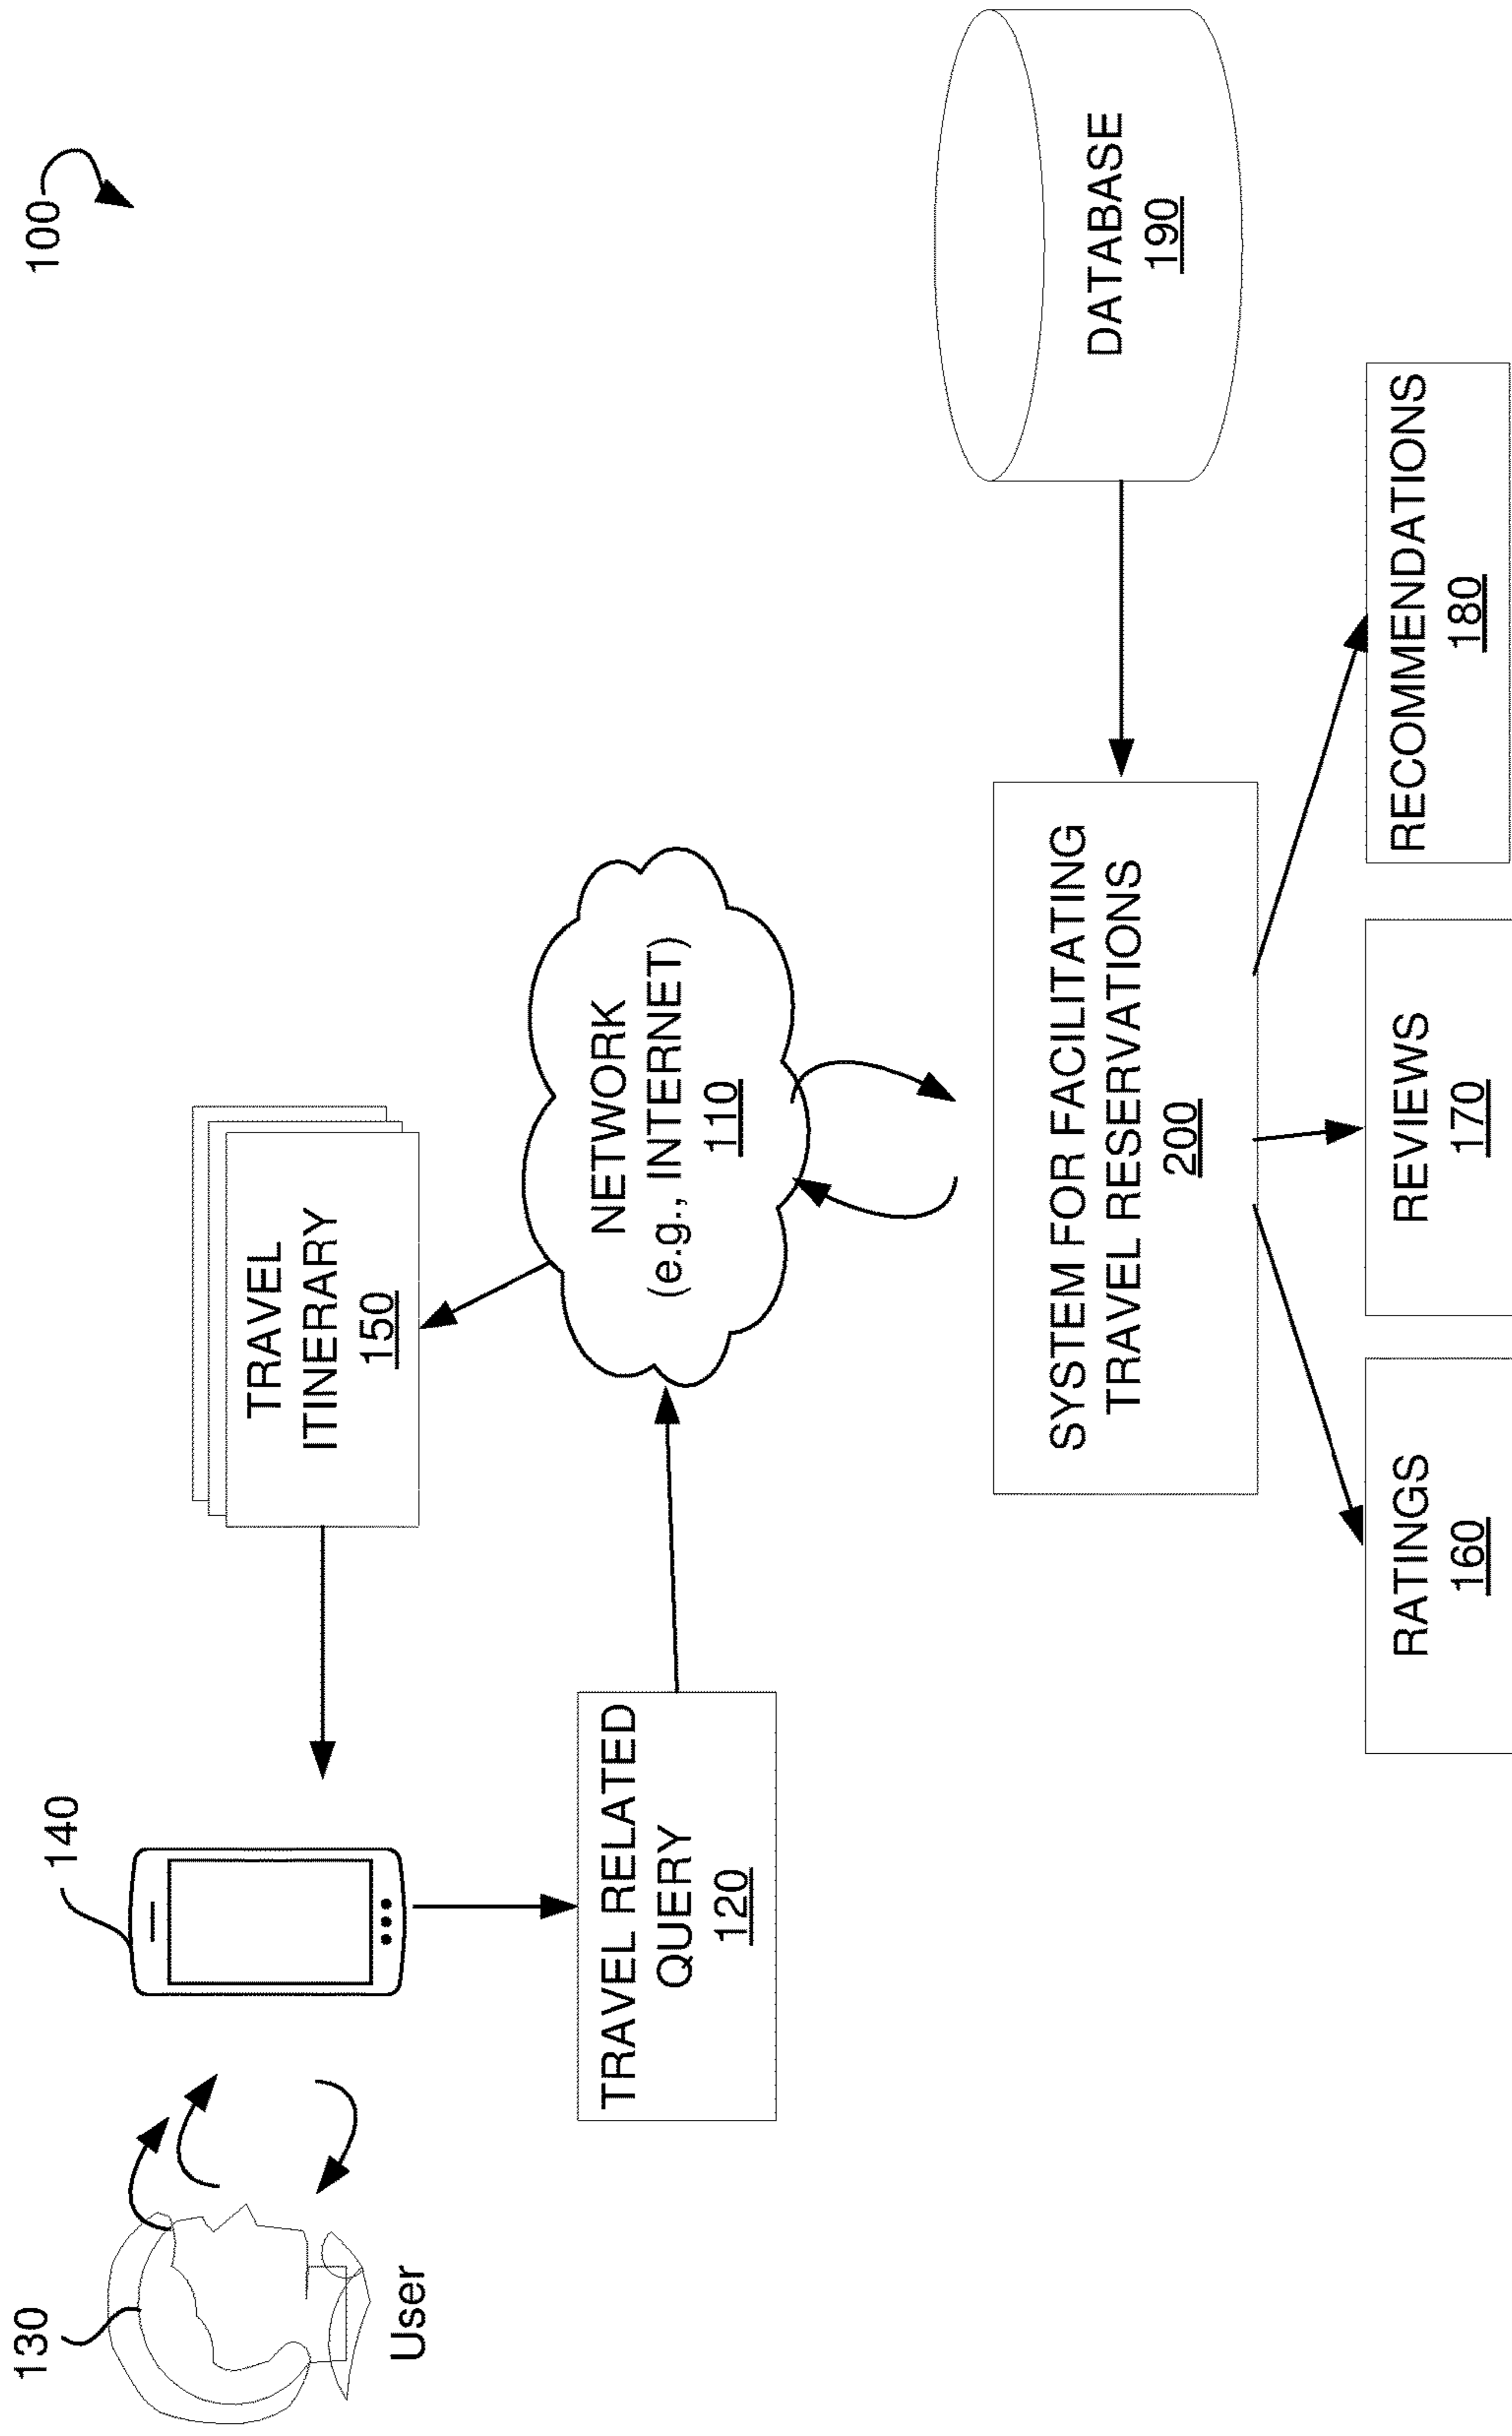 100
130
User
140
TRAVEL
ITINERARY
150
TRAVEL RELATED
QUERY
120
NETWORK
(e.g., INTERNET)
110
SYSTEM FOR FACILITATING
TRAVEL RESERVATIONS
200
DATABASE
190
RATINGS
160
REVIEWS
170
RECOMMENDATIONS
180